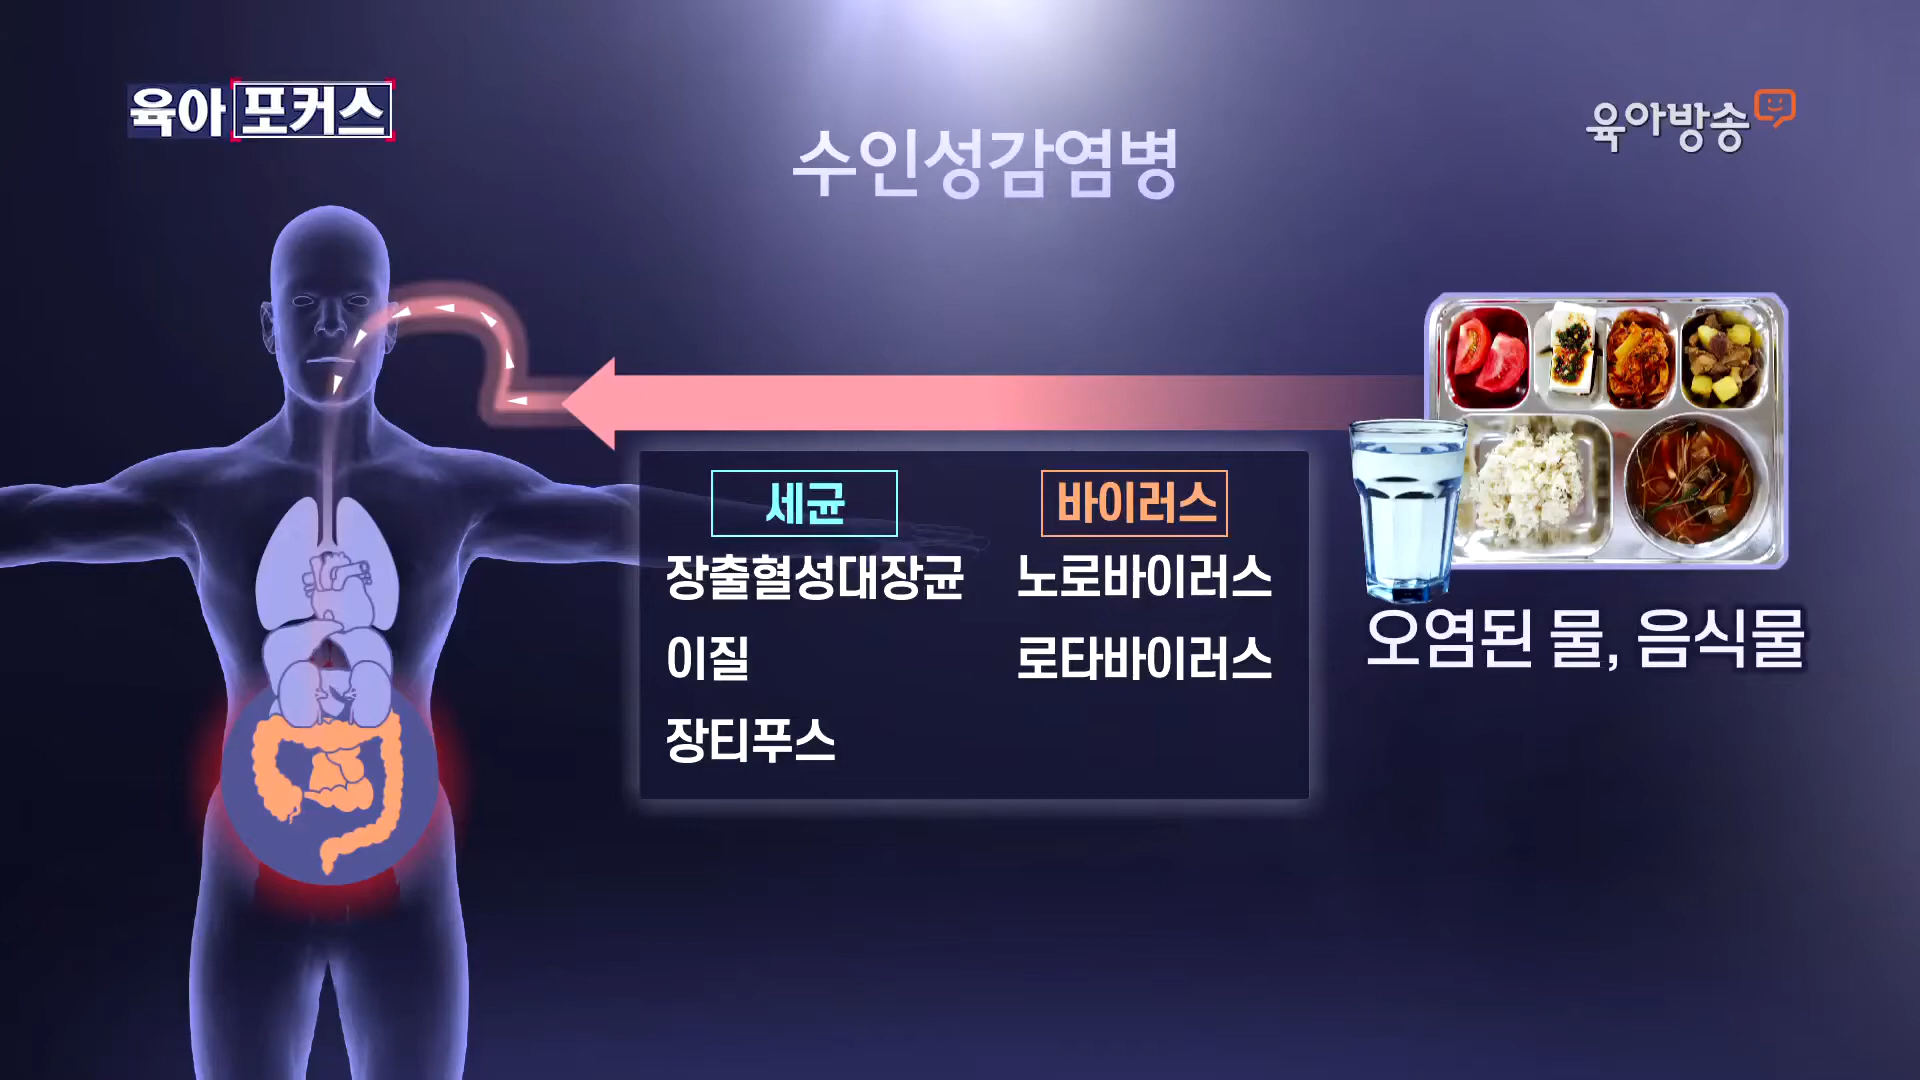 육아포커스
육아방송
수인성감염병
세균
장출혈성대장균
이질
장티푸스
바이러스
노로바이러스
로타바이러스
오염된 물, 음식물